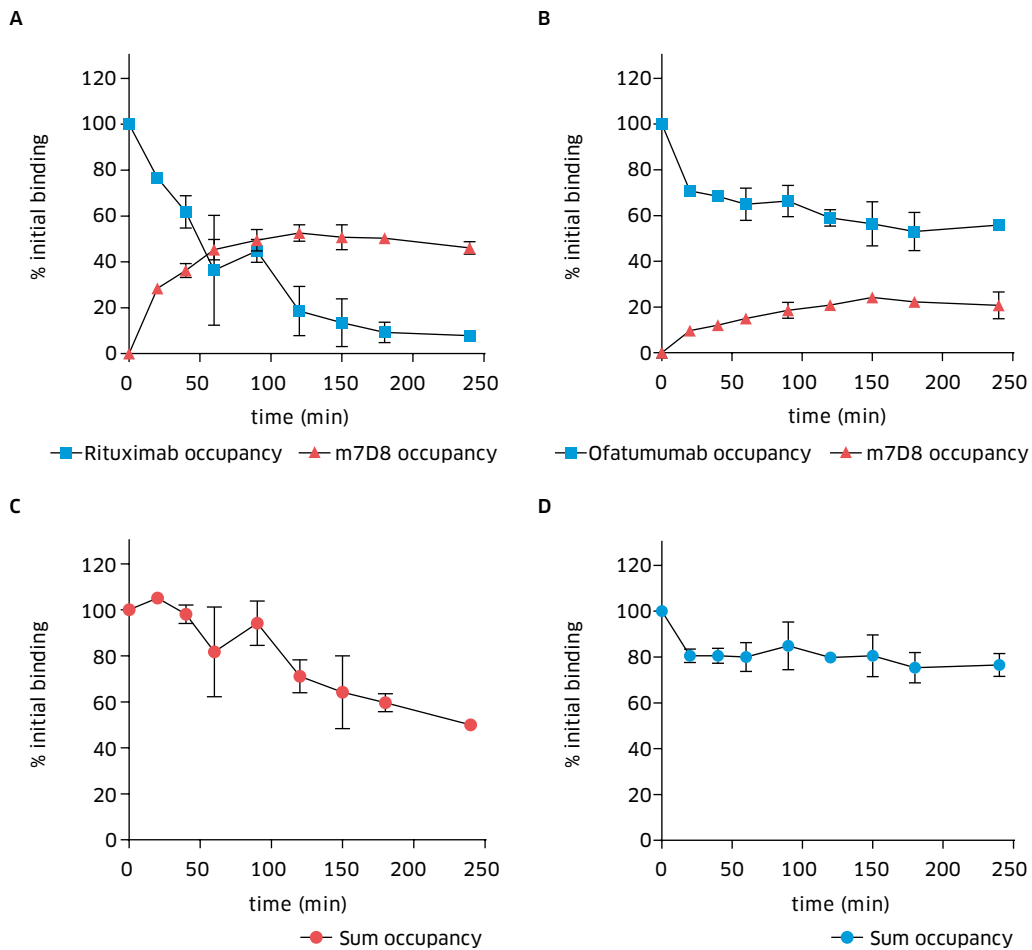 A
% initial binding
120
100
80
60
40
20
0
0 50 100 150 200 250
time (min)
Rituximab occupancy m7D8 occupancy
B
% initial binding
120
100
80
60
40
20
0
0 50 100 150 200 250
time (min)
Ofatumumab occupancy m7D8 occupancy
C
% initial binding
120
100
80
60
40
20
0
0 50 100 150 200 250
time (min)
Sum occupancy
D
% initial binding
120
100
80
60
40
20
0
0 50 100 150 200 250
time (min)
Sum occupancy